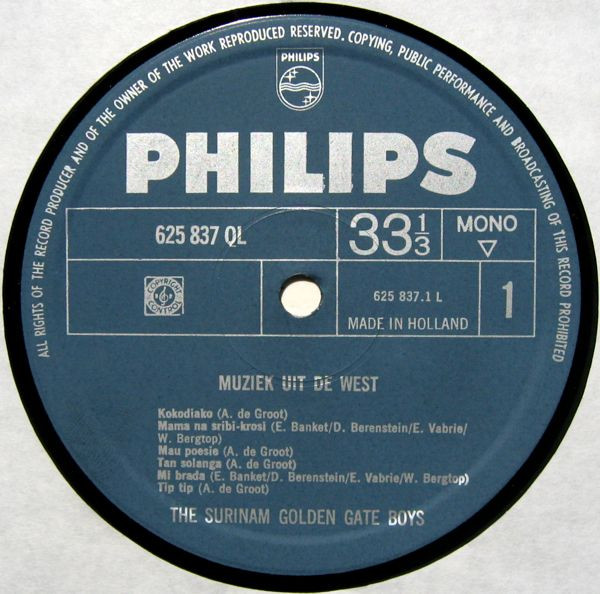 ALL RIGHTS OF THE RECORD PRODUCER AND OF THE OWNER OF THE WORK REPRODUCED RESERVED. COPYING, PUBLIC PERFORMANCE AND BROADCASTING OF THIS RECORD PROHIBITED
PHILIPS
PHILIPS
625 837 QL
33 1/3
MONO
COPYRIGHT CONTROL
625 837.1 L
MADE IN HOLLAND
1
MUZIEK UIT DE WEST
Kokodiako (A. de Groot)
Mama na sribi-krosi (E. Banket/D. Berenstein/E. Vabrie/
W. Bergtop)
Mau poesie (A. de Groot)
Tan solanga (A. de Groot)
Mi brada (E. Banket/D. Berenstein/E. Vabrie/W. Bergtop)
Tip tip (A. de Groot)
THE SURINAM GOLDEN GATE BOYS